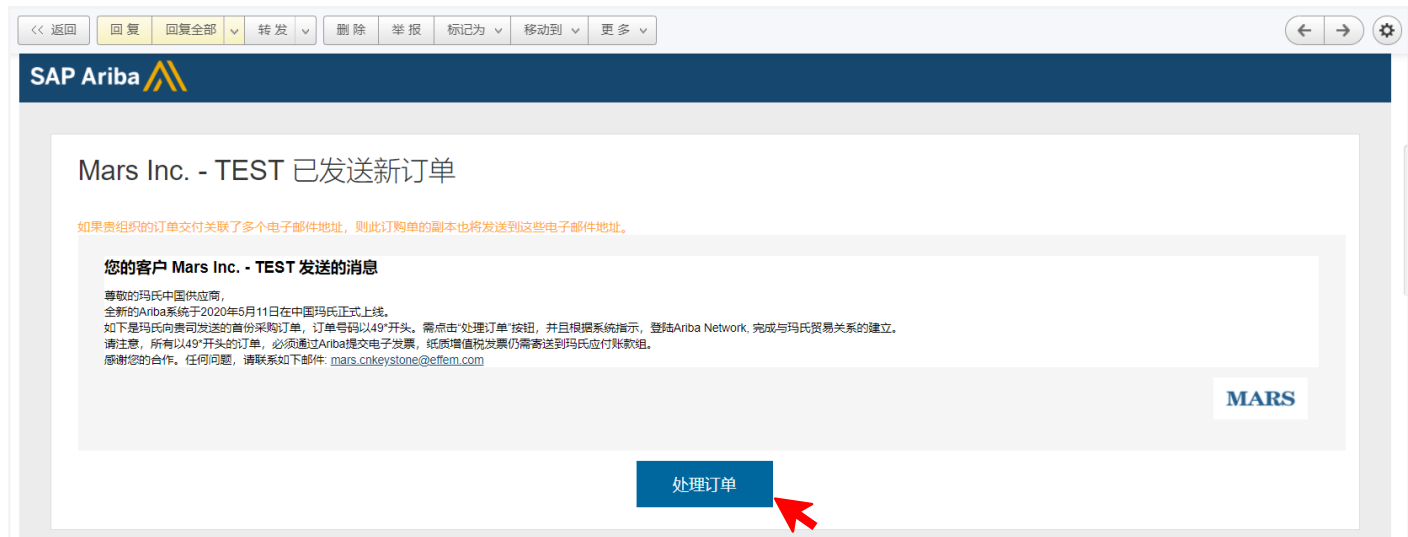 << 返回 回 复 回复全部 转 发 删 除 举 报 标记为 移动到 更 多
SAP Ariba
Mars Inc. - TEST 已发送新订单
如果贵组织的订单交付关联了多个电子邮件地址，则此订购单的副本也将发送到这些电子邮件地址。
您的客户 Mars Inc. - TEST 发送的消息
尊敬的玛氏中国供应商，
全新的Ariba系统于2020年5月11日在中国玛氏正式上线。
如下是玛氏向贵司发送的首份采购订单，订单号码以49*开头。需点击“处理订单”按钮，并且根据系统指示，登陆Ariba Network, 完成与玛氏贸易关系的建立。
请注意，所有以49*开头的订单，必须通过Ariba提交电子发票，纸质增值税发票仍需寄送到玛氏应付账款组。
感谢您的合作。任何问题，请联系如下邮件: mars.cnkeystone@effem.com
MARS
处理订单